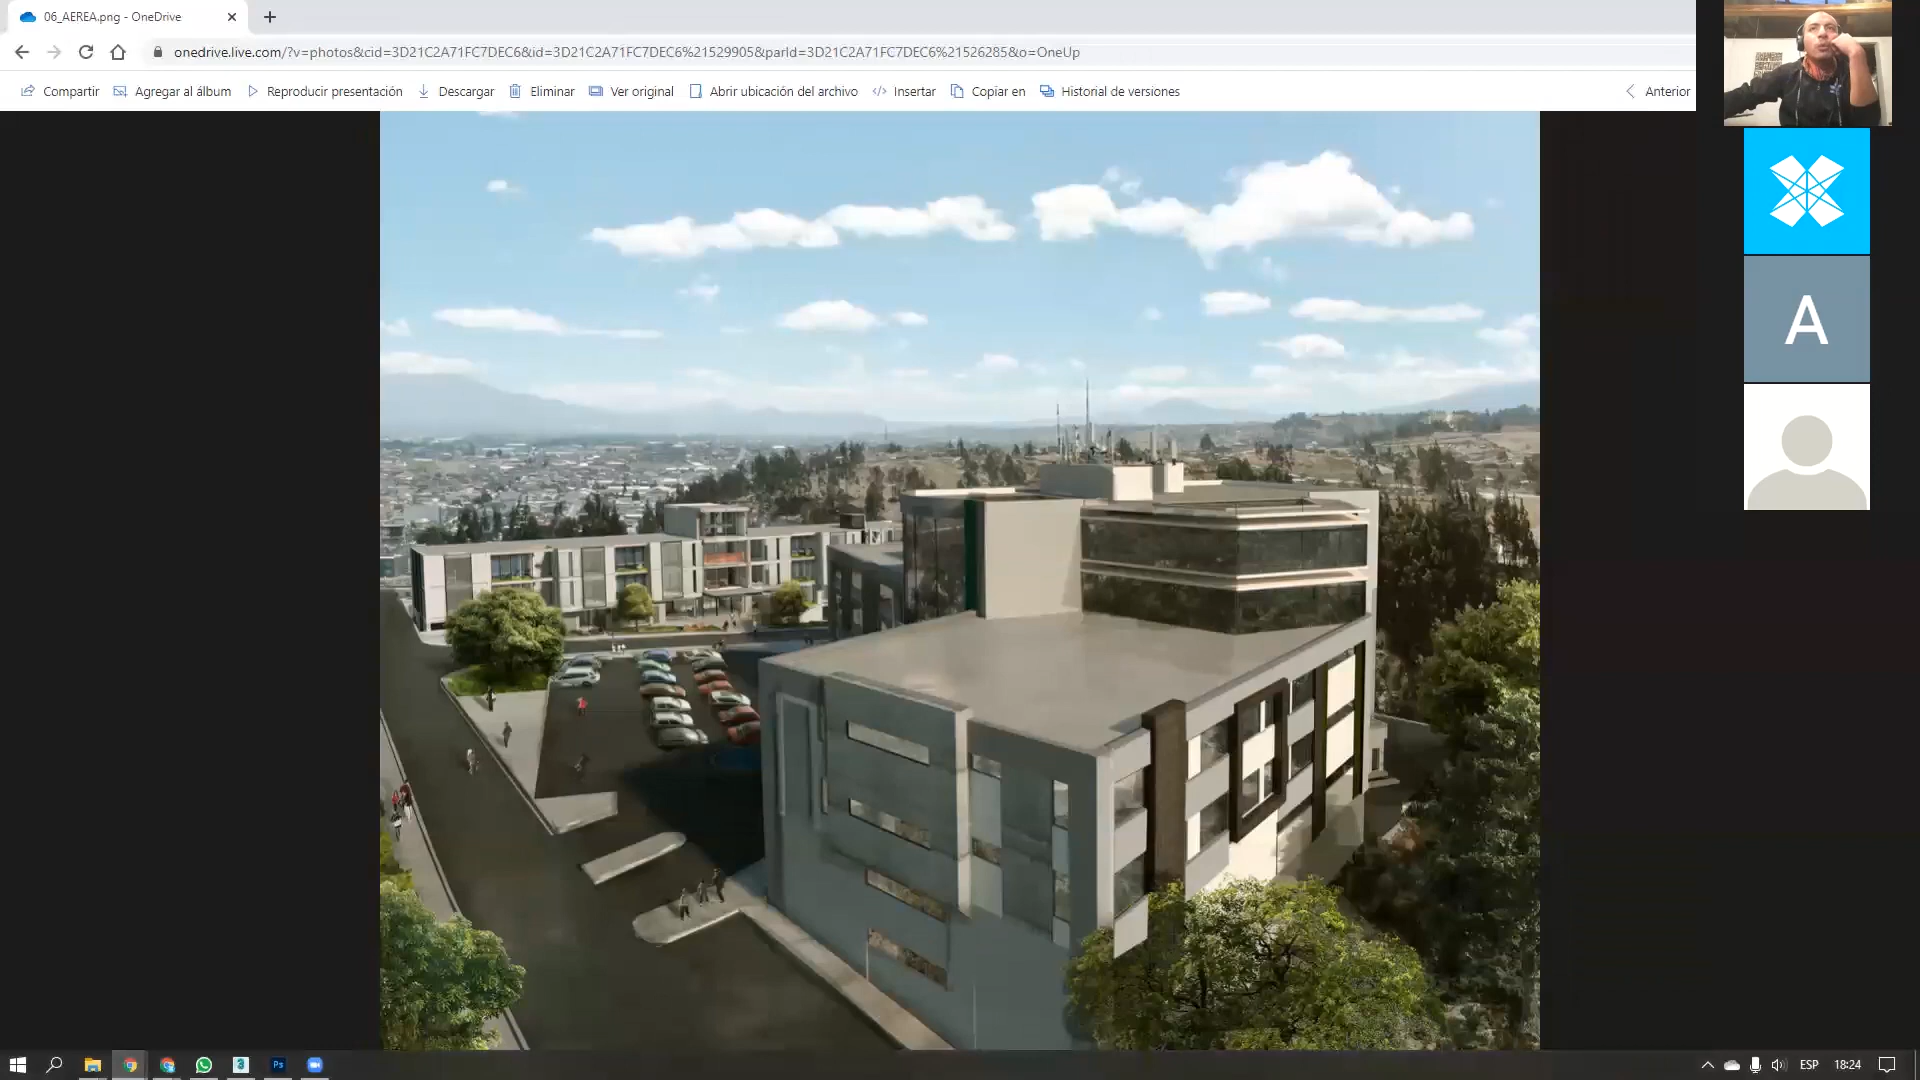 06_AEREA.png - OneDrive
onedrive.live.com/?v=photos&cid=3D21C2A71FC7DEC6&id=3D21C2A71FC7DEC6%21529905&parId=3D21C2A71FC7DEC6%21526285&o=OneUp
Compartir Agregar al álbum Reproducir presentación Descargar Eliminar Ver original Abrir ubicación del archivo Insertar Copiar en Historial de versiones Anterior
A
Ps
ESP 18:24